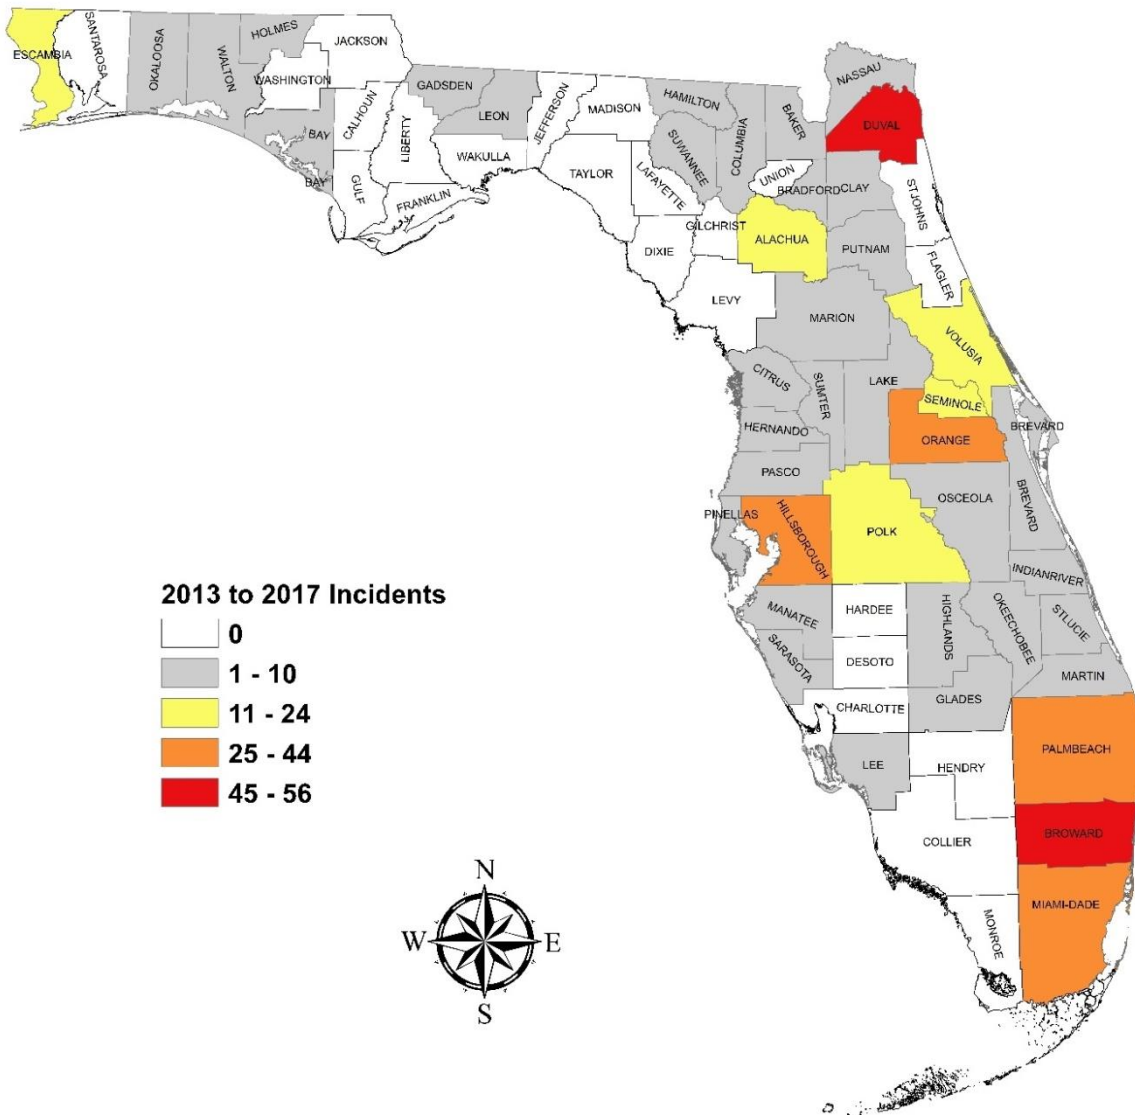 ESCAMBIA
SANTAROSA
OKALOOSA
WALTON
HOLMES
WASHINGTON
JACKSON
BAY
BAY
CALHOUN
GULF
LIBERTY
GADSDEN
LEON
WAKULLA
FRANKLIN
JEFFERSON
MADISON
TAYLOR
HAMILTON
SUWANNEE
LAFAYETTE
DIXIE
COLUMBIA
GILCHRIST
LEVY
BAKER
UNION
BRADFORD
ALACHUA
NASSAU
DUVAL
CLAY
STJOHNS
PUTNAM
FLAGLER
MARION
VOLUSIA
CITRUS
SUMTER
LAKE
SEMINOLE
ORANGE
BREVARD
HERNANDO
PASCO
OSCEOLA
BREVARD
PINELLAS
HILLSBOROUGH
POLK
INDIANRIVER
MANATEE
HARDEE
HIGHLANDS
OKEECHOBEE
STLUCIE
SARASOTA
DESOTO
MARTIN
CHARLOTTE
GLADES
LEE
HENDRY
PALMBEACH
COLLIER
BROWARD
MONROE
MIAMI-DADE
2013 to 2017 Incidents
0
1 - 10
11 - 24
25 - 44
45 - 56
N
W E
S